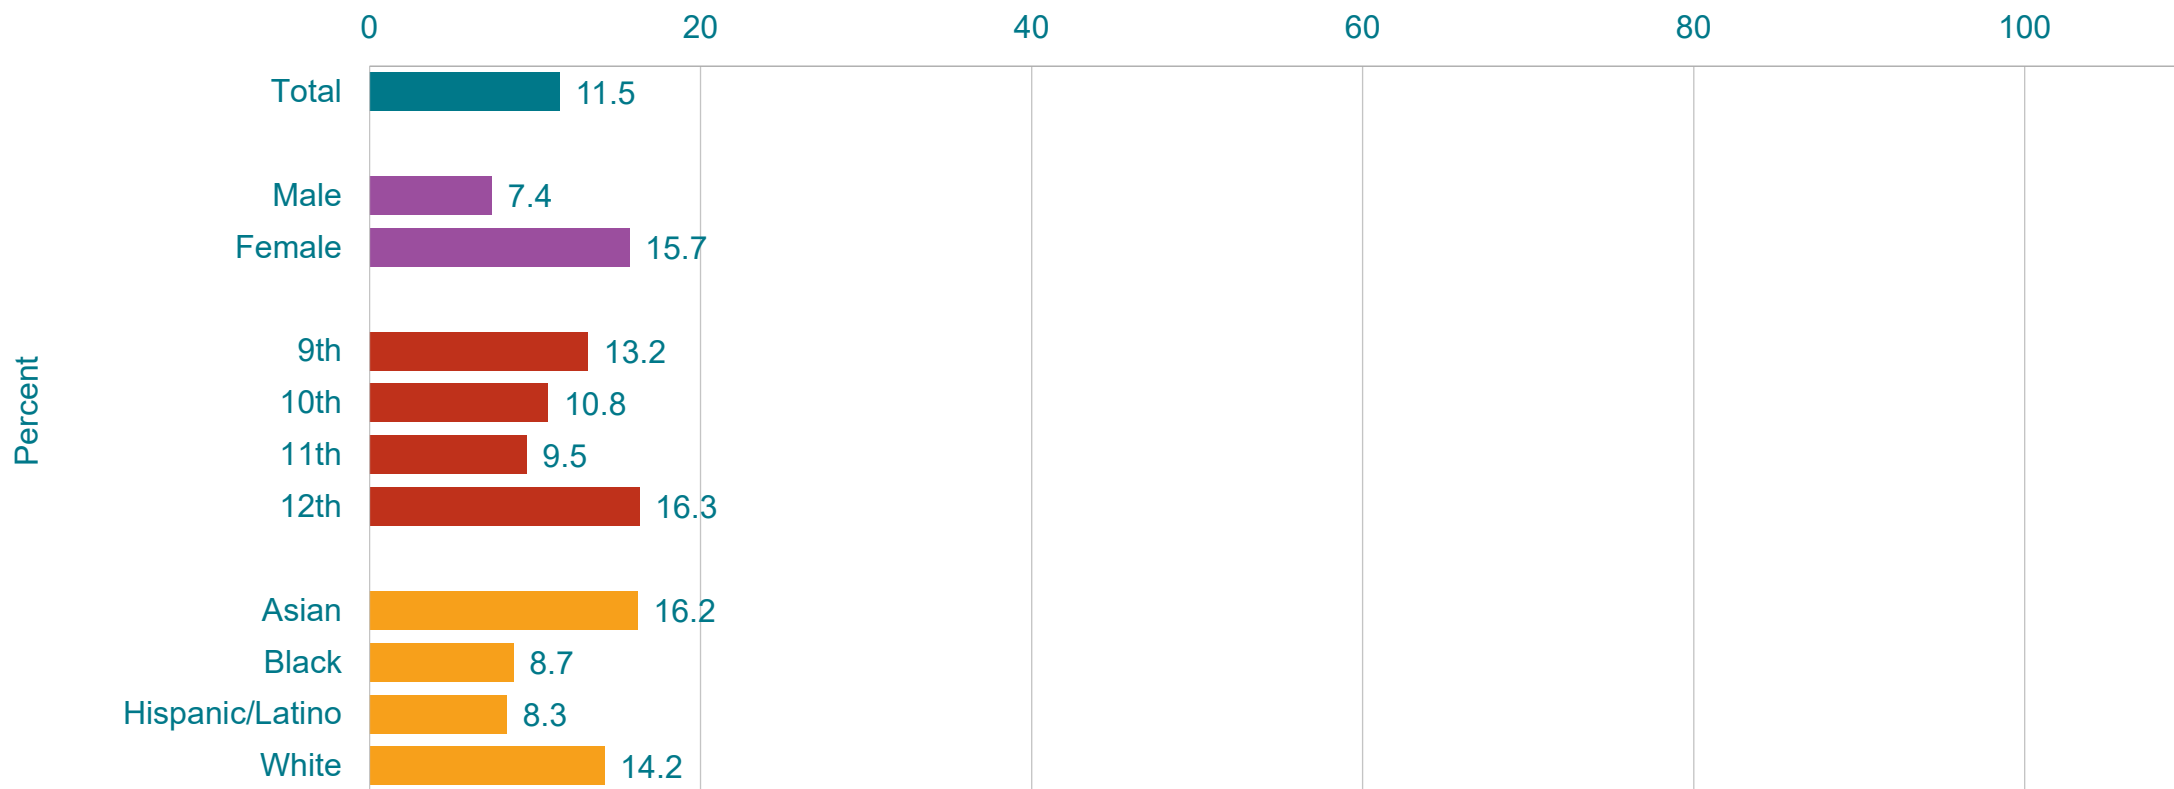 0 20 40 60 80 100
Total 11.5
Male 7.4
Female 15.7
9th 13.2
10th 10.8
11th 9.5
12th 16.3
Asian 16.2
Black 8.7
Hispanic/Latino 8.3
White 14.2
Percent